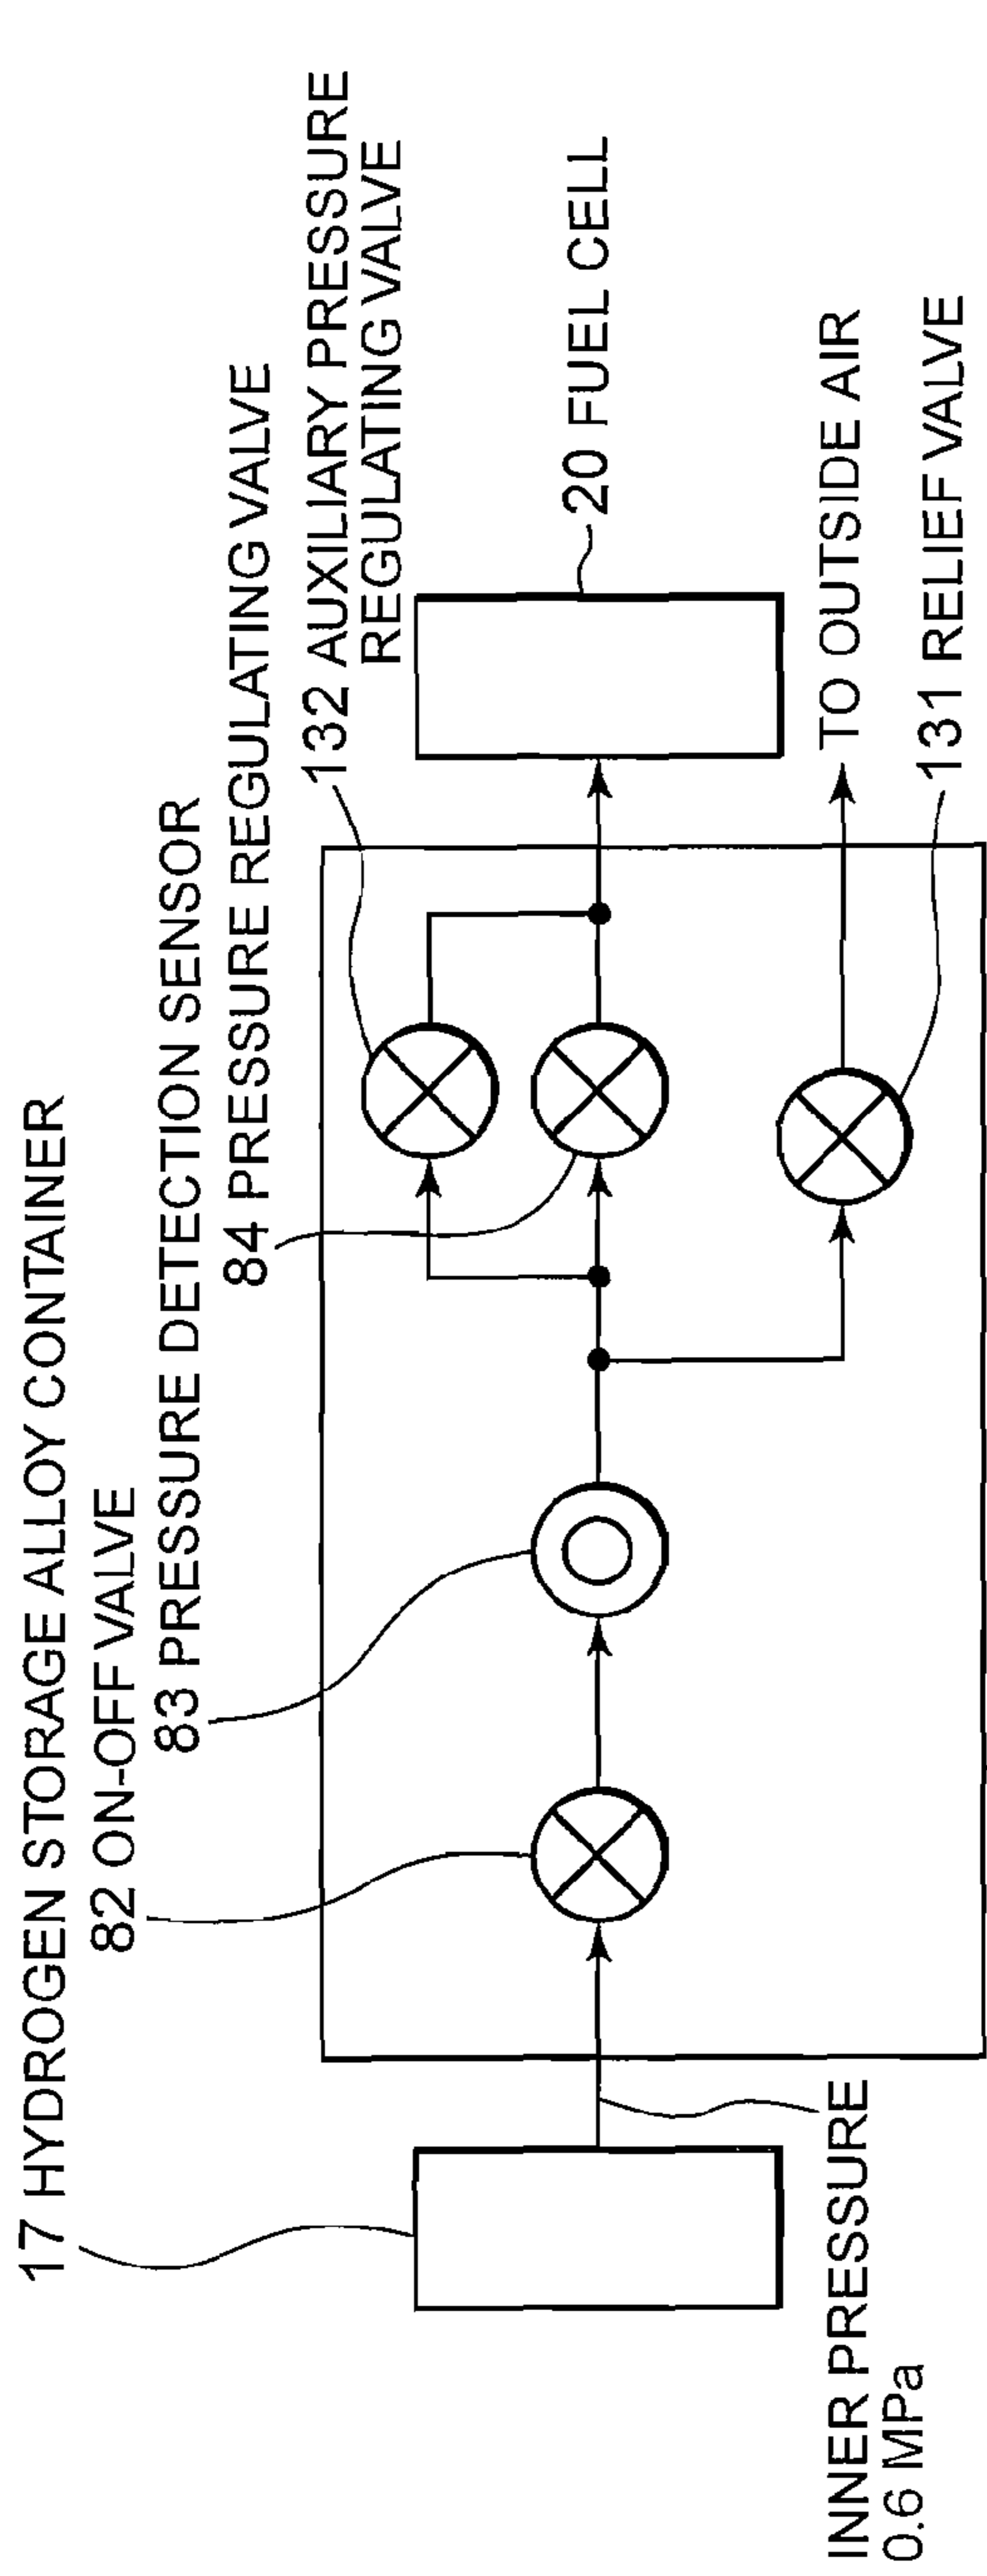 17 HYDROGEN STORAGE ALLOY CONTAINER
82 ON-OFF VALVE
83 PRESSURE DETECTION SENSOR
84 PRESSURE REGULATING VALVE
132 AUXILIARY PRESSURE
REGULATING VALVE
20 FUEL CELL
TO OUTSIDE AIR
131 RELIEF VALVE
INNER PRESSURE
0.6 MPa